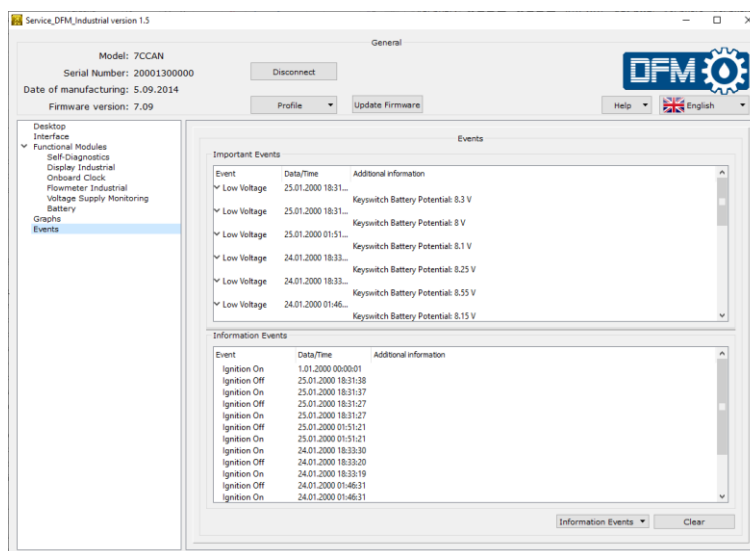 Service_DFM_Industrial version 1.5
General
Model: 7CCAN
Serial Number: 20001300000
Date of manufacturing: 5.09.2014
Firmware version: 7.09
Disconnect
Profile
Update Firmware
DFM
Help
English
Desktop
Interface
Functional Modules
Self-Diagnostics
Display Industrial
Onboard Clock
Flowmeter Industrial
Voltage Supply Monitoring
Battery
Graphs
Events
Events
Important Events
Event Data/Time Additional information
Low Voltage 25.01.2000 18:31...
Keyswitch Battery Potential: 8.3 V
Low Voltage 25.01.2000 18:31...
Keyswitch Battery Potential: 8 V
Low Voltage 25.01.2000 01:51...
Keyswitch Battery Potential: 8.1 V
Low Voltage 24.01.2000 18:33...
Keyswitch Battery Potential: 8.25 V
Low Voltage 24.01.2000 18:33...
Keyswitch Battery Potential: 8.55 V
Low Voltage 24.01.2000 01:46...
Keyswitch Battery Potential: 8.15 V
Information Events
Event Data/Time Additional information
Ignition On 1.01.2000 00:00:01
Ignition Off 25.01.2000 18:31:38
Ignition On 25.01.2000 18:31:37
Ignition Off 25.01.2000 18:31:27
Ignition On 25.01.2000 18:31:27
Ignition Off 25.01.2000 01:51:21
Ignition On 25.01.2000 01:51:21
Ignition On 24.01.2000 18:33:30
Ignition Off 24.01.2000 18:33:20
Ignition On 24.01.2000 18:33:19
Ignition Off 24.01.2000 01:46:31
Ignition On 24.01.2000 01:46:31
Information Events
Clear